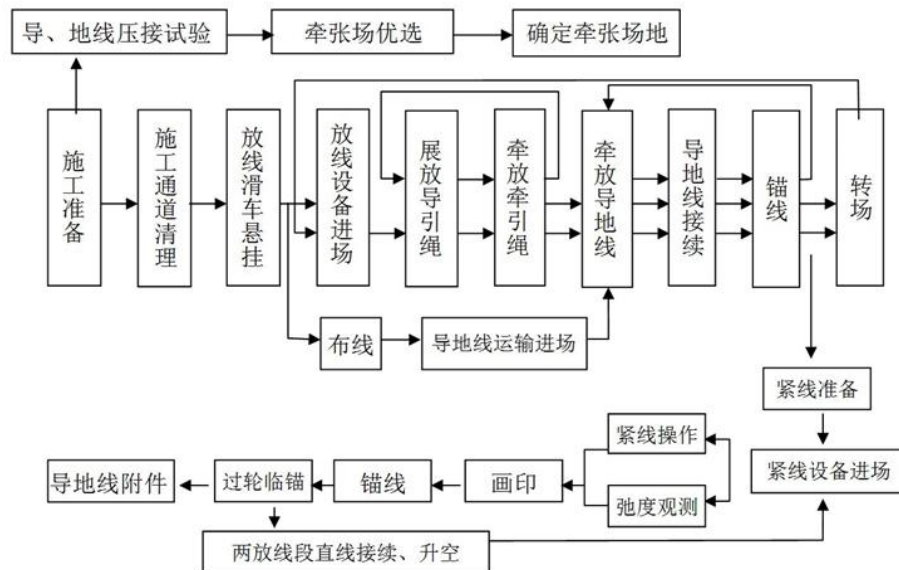 导、地线压接试验
牵张场优选
确定牵张场地
施工准备
施工通道清理
放线滑车悬挂
放线设备进场
展放导引绳
牵放牵引绳
牵放导地线
导地线接续
锚线
转场
布线
导地线运输进场
紧线准备
紧线操作
导地线附件
过轮临锚
锚线
画印
弛度观测
紧线设备进场
两放线段直线接续、升空